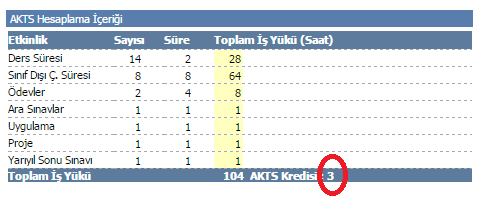 AKTS Hesaplama İçeriği
Etkinlik Sayısı Süre Toplam İş Yükü (Saat)
Ders Süresi 14 2 28
Sınıf Dışı Ç. Süresi 8 8 64
Ödevler 2 4 8
Ara Sınavlar 1 1 1
Uygulama 1 1 1
Proje 1 1 1
Yarıyıl Sonu Sınavı 1 1 1
Toplam İş Yükü 104 AKTS Kredisi: 3